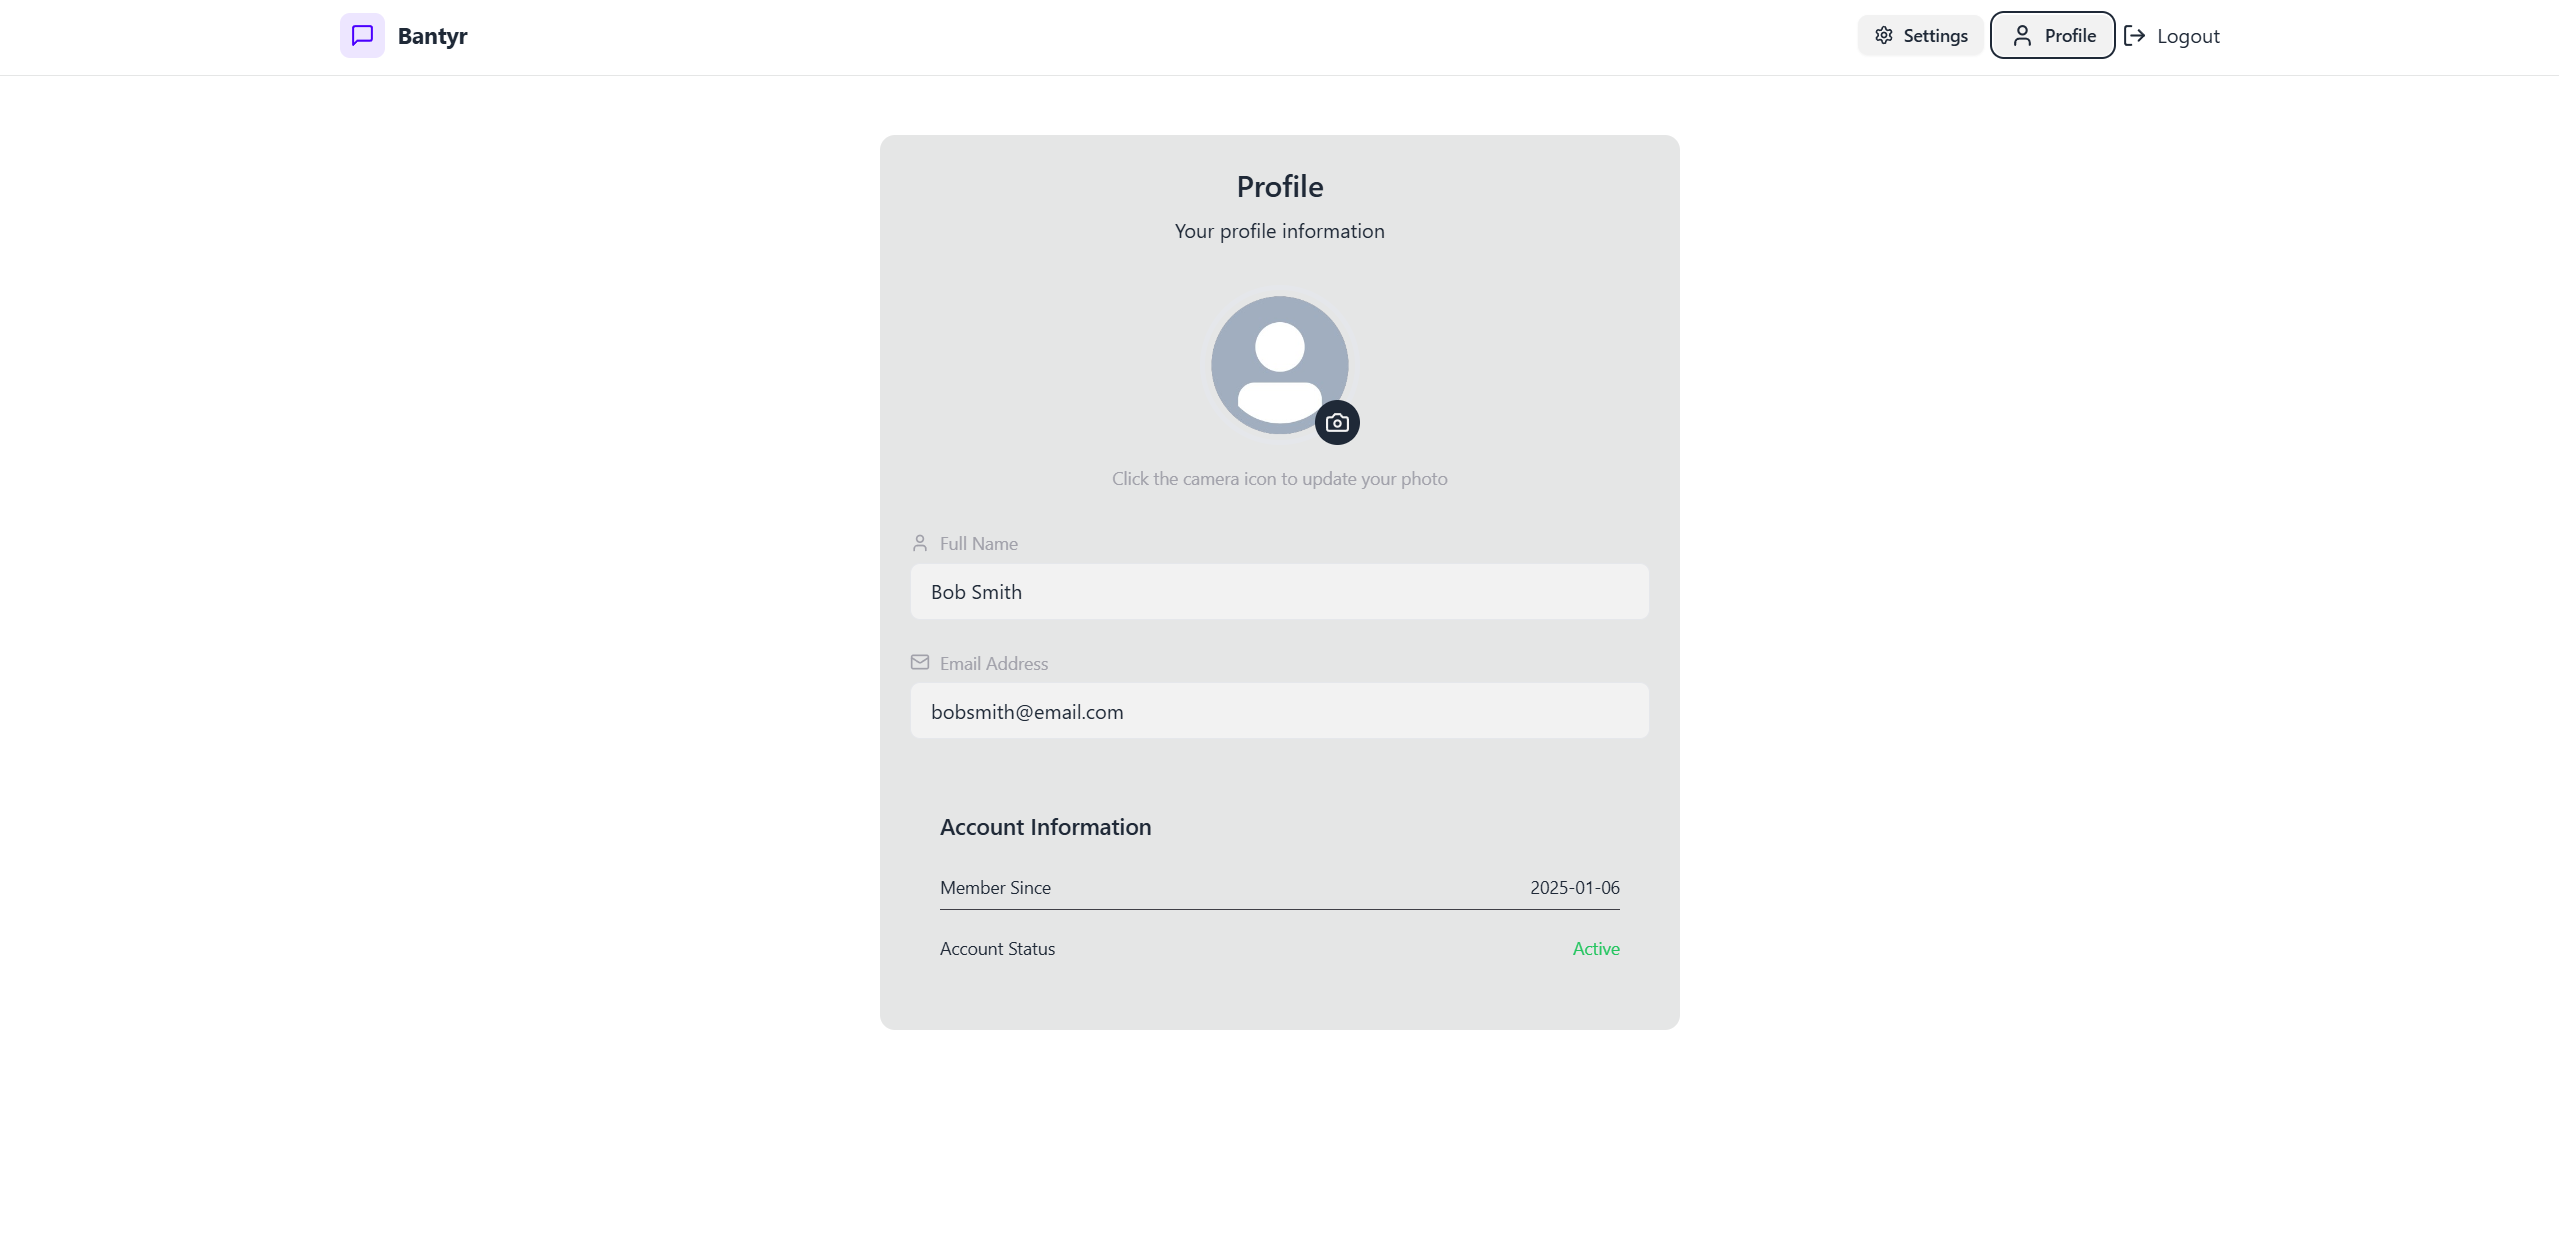 Bantyr
Settings
Profile
Logout
Profile
Your profile information
Click the camera icon to update your photo
Full Name
Bob Smith
Email Address
bobsmith@email.com
Account Information
Member Since 2025-01-06
Account Status Active